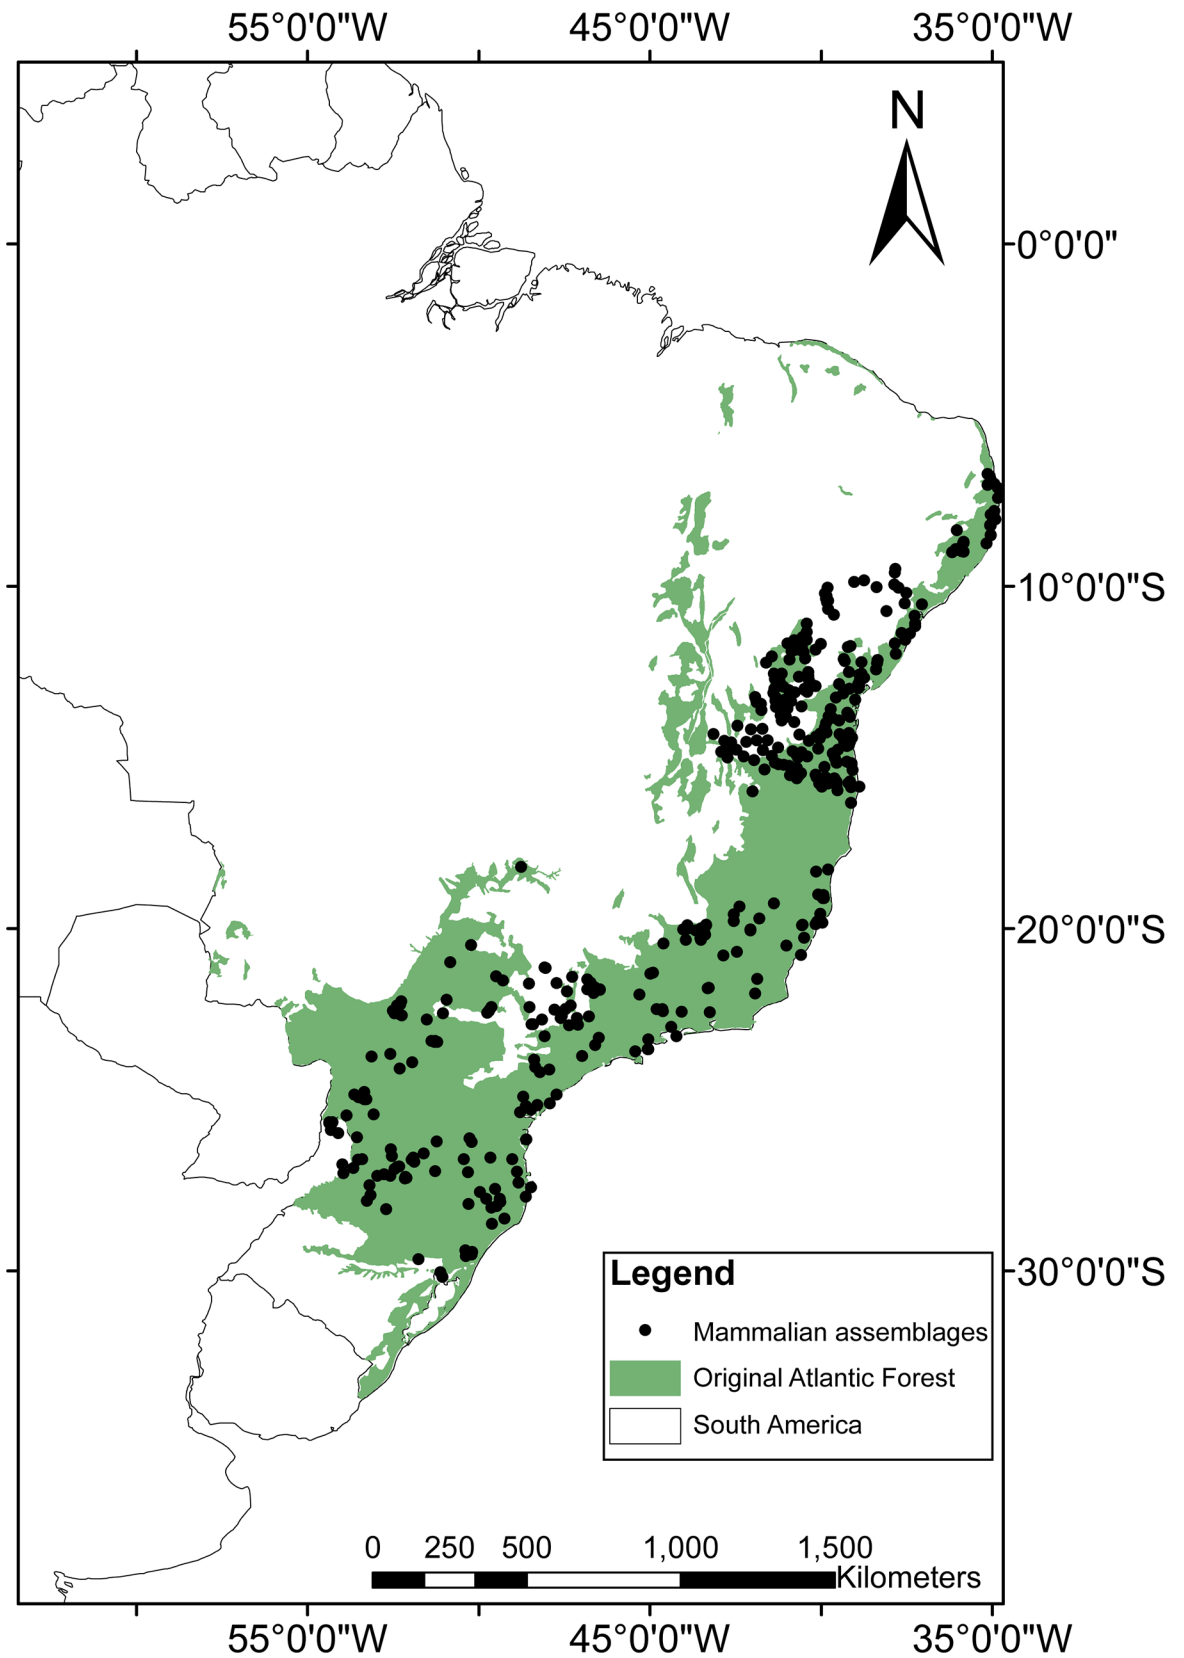 55°0'0"W 45°0'0"W 35°0'0"W
N
0°0'0"
10°0'0"S
20°0'0"S
30°0'0"S
Legend
Mammalian assemblages
Original Atlantic Forest
South America
0 250 500 1,000 1,500
Kilometers
55°0'0"W 45°0'0"W 35°0'0"W